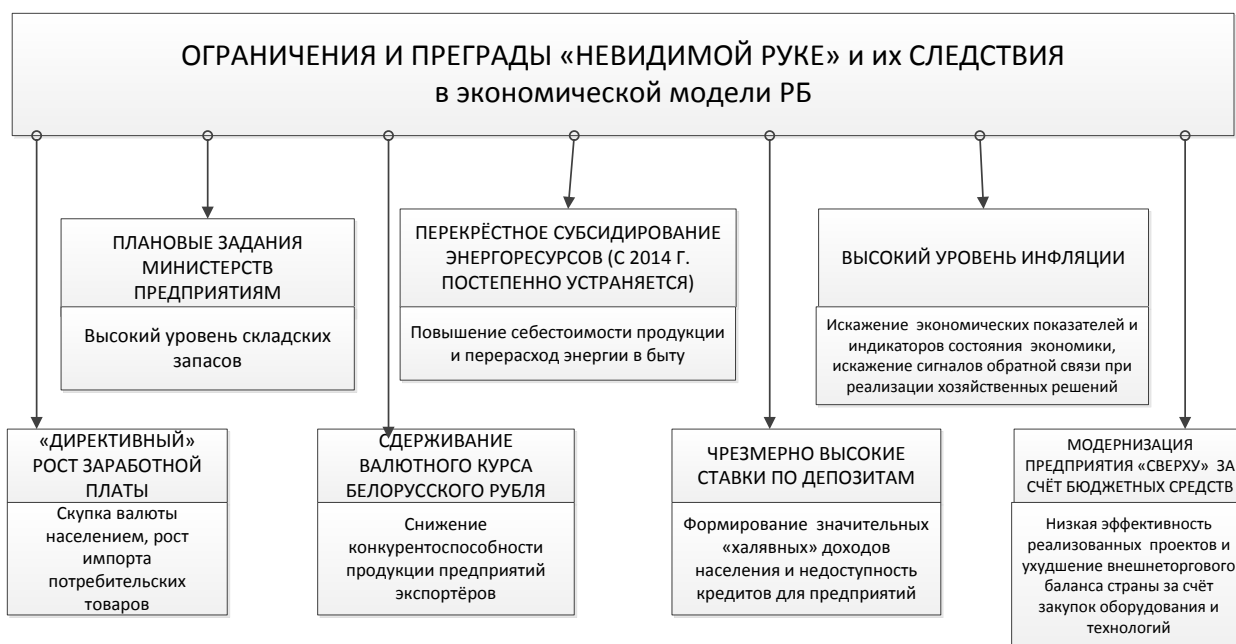 ОГРАНИЧЕНИЯ И ПРЕГРАДЫ «НЕВИДИМОЙ РУКЕ» и их СЛЕДСТВИЯ
в экономической модели РБ
ПЛАНОВЫЕ ЗАДАНИЯ
МИНИСТЕРСТВ
ПРЕДПРИЯТИЯМ
Высокий уровень складских
запасов
ПЕРЕКРЁСТНОЕ СУБСИДИРОВАНИЕ
ЭНЕРГОРЕСУРСОВ (С 2014 Г.
ПОСТЕПЕННО УСТРАНЯЕТСЯ)
Повышение себестоимости продукции
и перерасход энергии в быту
ВЫСОКИЙ УРОВЕНЬ ИНФЛЯЦИИ
Искажение экономических показателей и
индикаторов состояния экономики,
искажение сигналов обратной связи при
реализации хозяйственных решений
«ДИРЕКТИВНЫЙ»
РОСТ ЗАРАБОТНОЙ
ПЛАТЫ
Скупка валюты
населением, рост
импорта
потребительских
товаров
СДЕРЖИВАНИЕ
ВАЛЮТНОГО КУРСА
БЕЛОРУССКОГО РУБЛЯ
Снижение
конкурентоспособности
продукции предприятий
экспортёров
ЧРЕЗМЕРНО ВЫСОКИЕ
СТАВКИ ПО ДЕПОЗИТАМ
Формирование значительных
«халявных» доходов
населения и недоступность
кредитов для предприятий
МОДЕРНИЗАЦИЯ
ПРЕДПРИЯТИЯ «СВЕРХУ» ЗА
СЧЁТ БЮДЖЕТНЫХ СРЕДСТВ
Низкая эффективность
реализованных проектов и
ухудшение внешнеторгового
баланса страны за счёт
закупок оборудования и
технологий